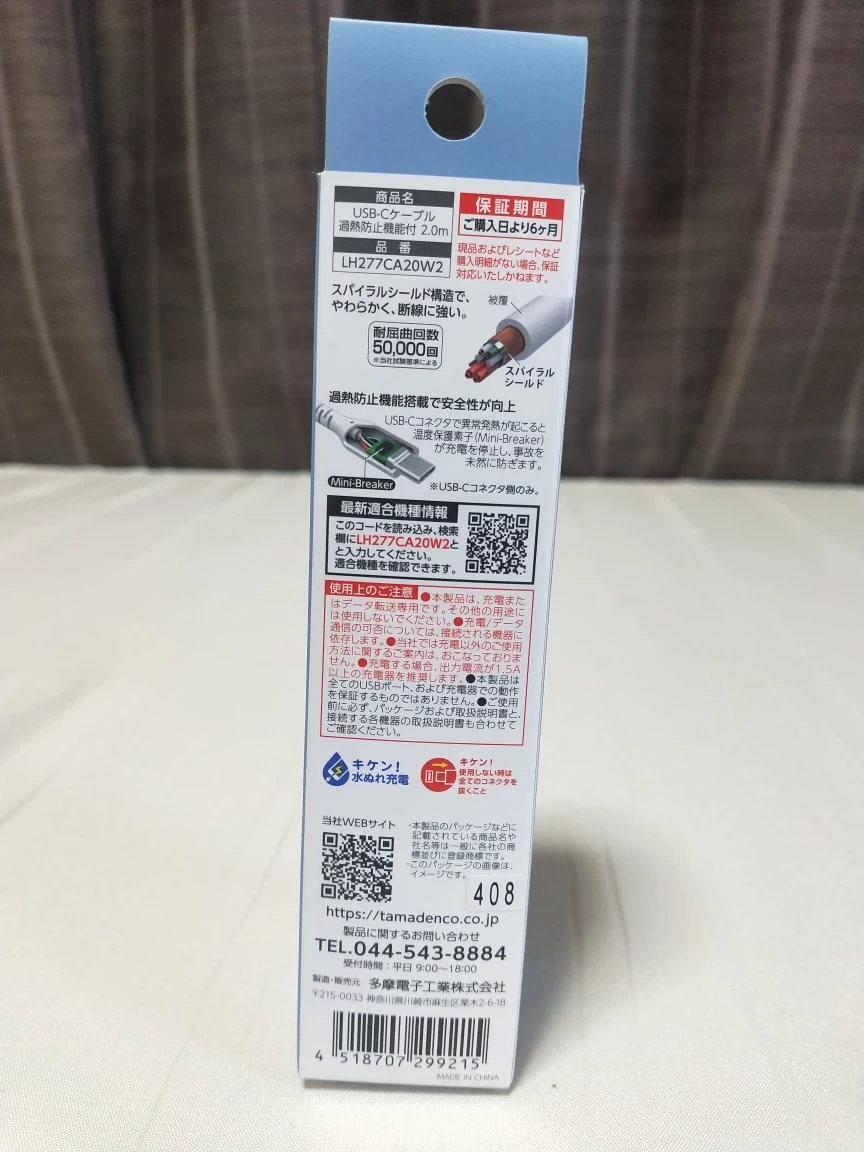 商品名
USB-Cケーブル
過熱防止機能付 2.0m
品 番
LH277CA20W2
保証期間
ご購入日より6ヶ月
現品およびレシートなど
購入明細がない場合、保証
対応いたしかねます。
スパイラルシールド構造で、
やわらかく、断線に強い。
耐屈曲回数
50,000回
※当社試験基準による
被覆
スパイラル
シールド
過熱防止機能搭載で安全性が向上
USB-Cコネクタで異常発熱が起こると
温度保護素子(Mini-Breaker)
が充電を停止し、事故を
未然に防ぎます。
Mini-Breaker
※USB-Cコネクタ側のみ。
最新適合機種情報
このコードを読み込み、検索
欄にLH277CA20W2と
と入力してください。
適合機種を確認できます。
使用上のご注意 ●本製品は、充電また
はデータ転送専用です。その他の用途に
は使用しないでください。●充電/データ
通信の可否については、接続される機器に
依存します。●当社では充電以外のご使用
方法に関するご案内は、おこなっておりま
せん。●充電する場合、出力電流が1.5A
以上の充電器を推奨します。●本製品は
全てのUSBポート、および充電器での動作
を保証するものではありません。●ご使用
前に必ず、パッケージおよび取扱説明書と、
接続する各機器の取扱説明書も合わせて
ご確認ください。
キケン!
水ぬれ充電
キケン!
使用しない時は
全てのコネクタを
抜くこと
当社WEBサイト
・本製品のパッケージなどに
記載されている商品名や
社名等は一般に各社の商
標並びに登録商標です。
・このパッケージの画像は、
イメージです。
408
https://tamadenco.co.jp
製品に関するお問い合わせ
TEL.044-543-8884
受付時間：平日 9:00～18:00
製造・販売元 多摩電子工業株式会社
〒215-0033 神奈川県川崎市麻生区栗木2-6-18
4 518707 299215
MADE IN CHINA